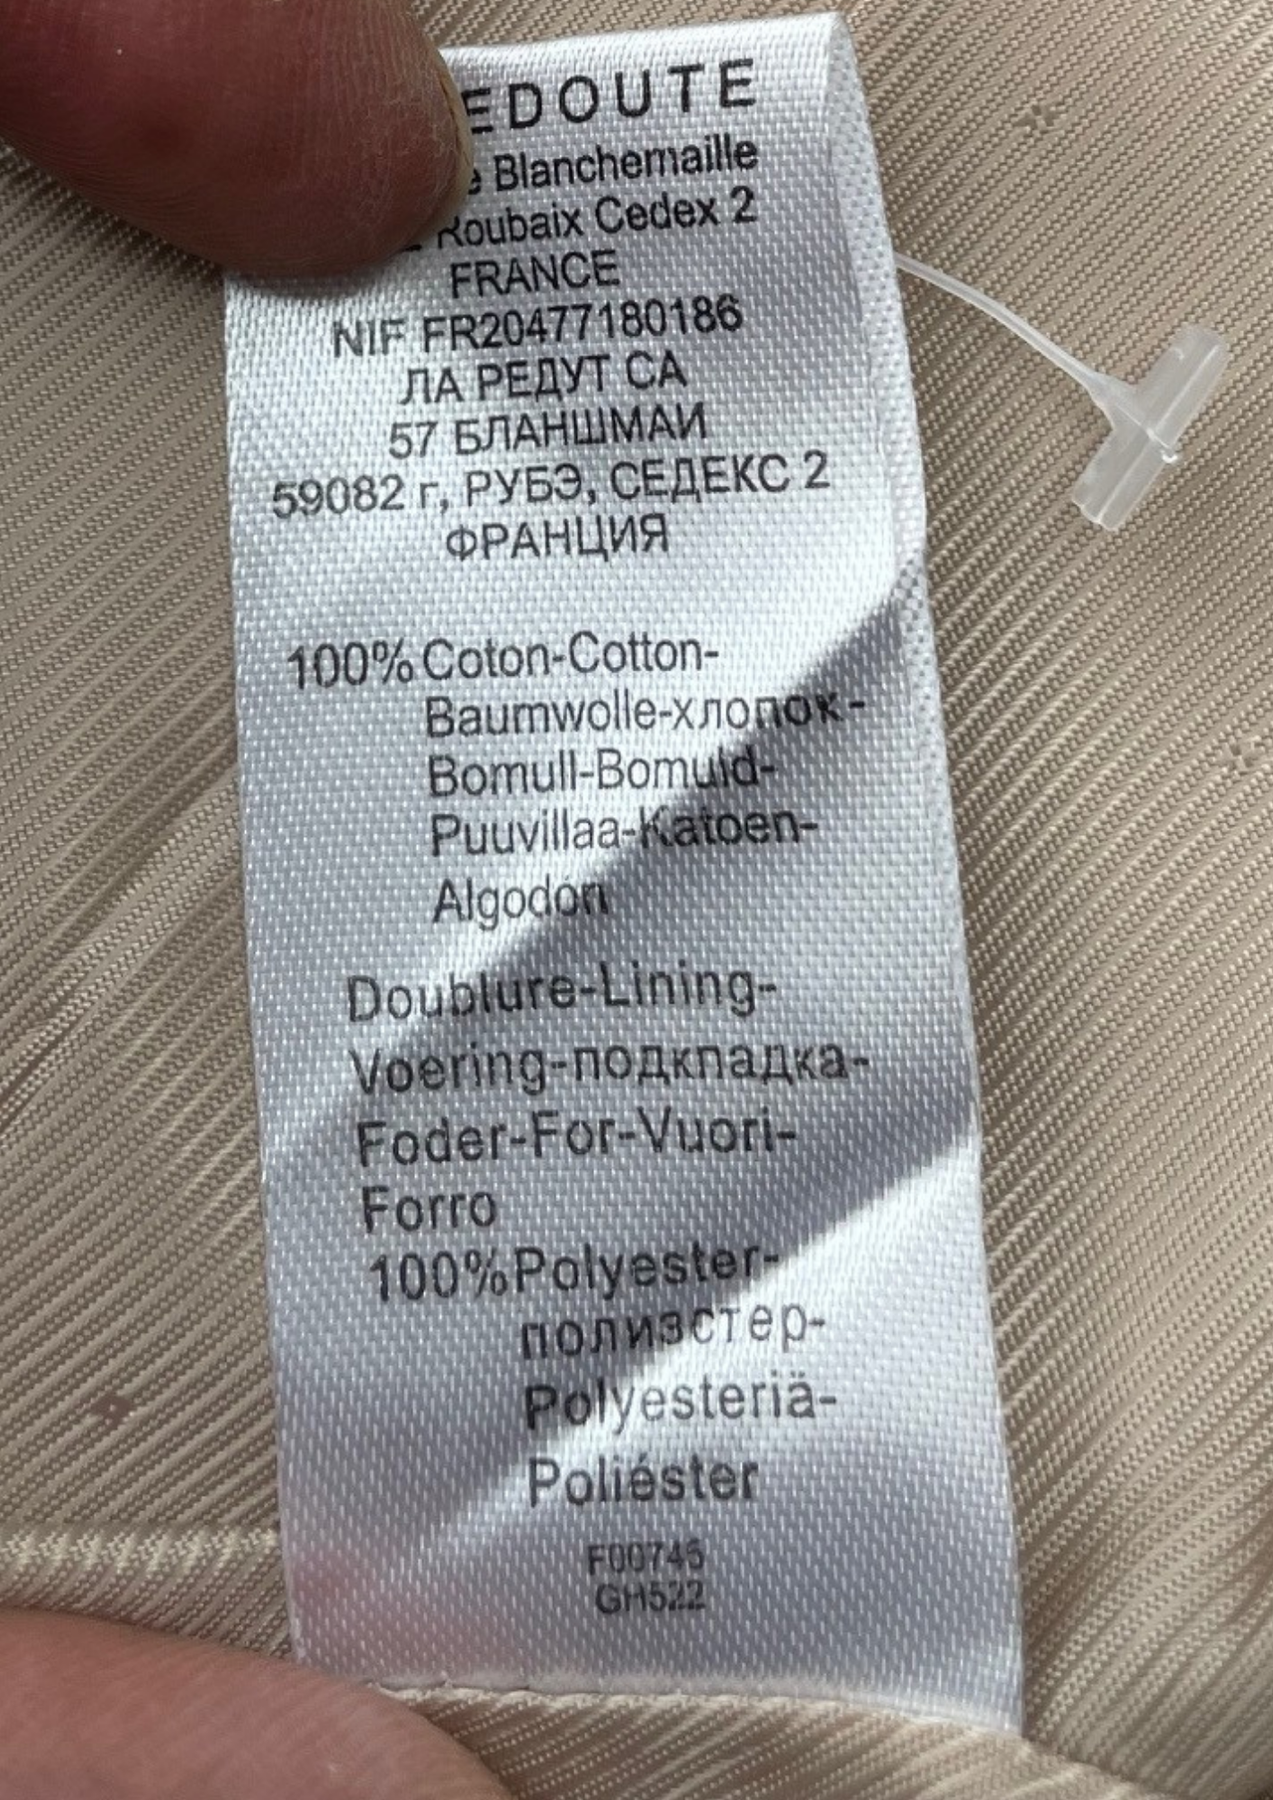 EDOUTE
Blanchemaille
Roubaix Cedex 2
FRANCE
NIF FR20477180186
ЛА РЕДУТ СА
57 БЛАНШМАИ
59082 г, РУБЭ, СЕДЕКС 2
ФРАНЦИЯ
100% Coton-Cotton-
Baumwolle-хлопок-
Bomull-Bomuld-
Puuvillaa-Katoen-
Algodón
Doublure-Lining-
Voering-подкпадка-
Foder-For-Vuori-
Forro
100% Polyester-
полиэстер-
Polyesteriä-
Poliéster
F00745
GH522